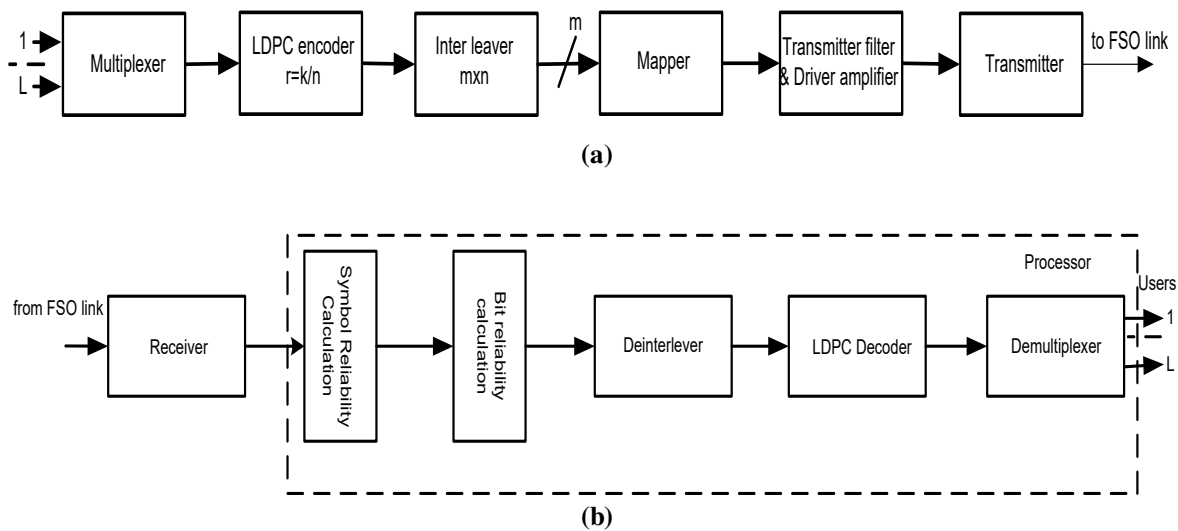 1
L
Multiplexer
LDPC encoder
r=k/n
Inter leaver
mxn
m
Mapper
Transmitter filter
& Driver amplifier
Transmitter
to FSO link
(a)
from FSO link
Receiver
Symbol Reliability
Calculation
Bit reliability
calculation
Deinterlever
LDPC Decoder
Processor
Demultiplexer
Users
1
L
(b)